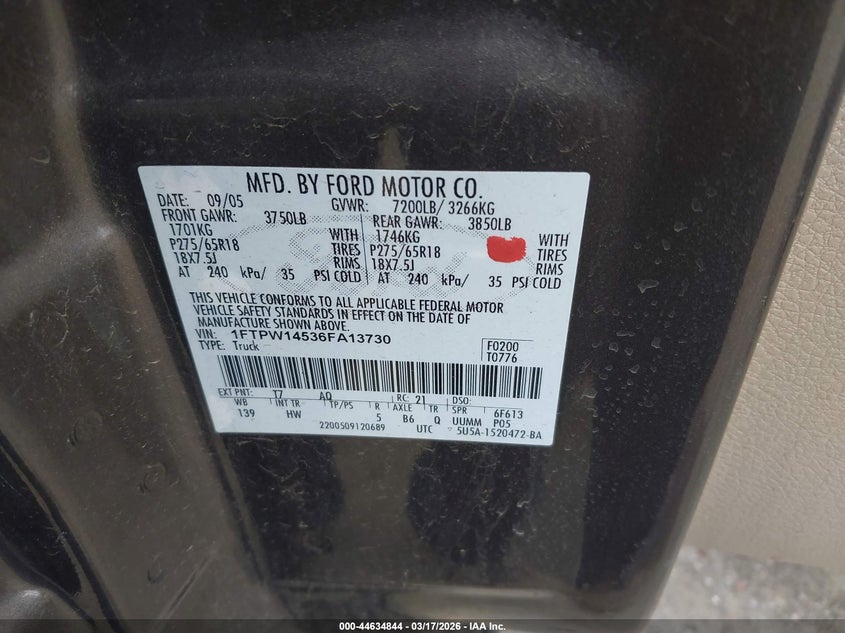 MFD. BY FORD MOTOR CO.
DATE: 09/05 GVWR: 7200LB/ 3266KG
FRONT GAWR: 3750LB REAR GAWR: 3850LB
1701KG WITH 1746KG WITH
P275/65R18 TIRES P275/65R18 TIRES
18X7.5J RIMS 18X7.5J RIMS
AT 240 kPa/ 35 PSI COLD AT 240 kPa/ 35 PSI COLD
THIS VEHICLE CONFORMS TO ALL APPLICABLE FEDERAL MOTOR
VEHICLE SAFETY STANDARDS IN EFFECT ON THE DATE OF
MANUFACTURE SHOWN ABOVE.
VIN: 1FTPW14536FA13730 F0200
TYPE: Truck T0776
EXT PNT: T7 AQ RC: 21 DSO:
WB INT TR TP/PS R AXLE TR SPR 6F613
139 HW 5 B6 Q UUMM P05
2200509120689 UTC 5U5A-1520472-BA
000-44634844 / 03/17/2026 - IAA Inc.